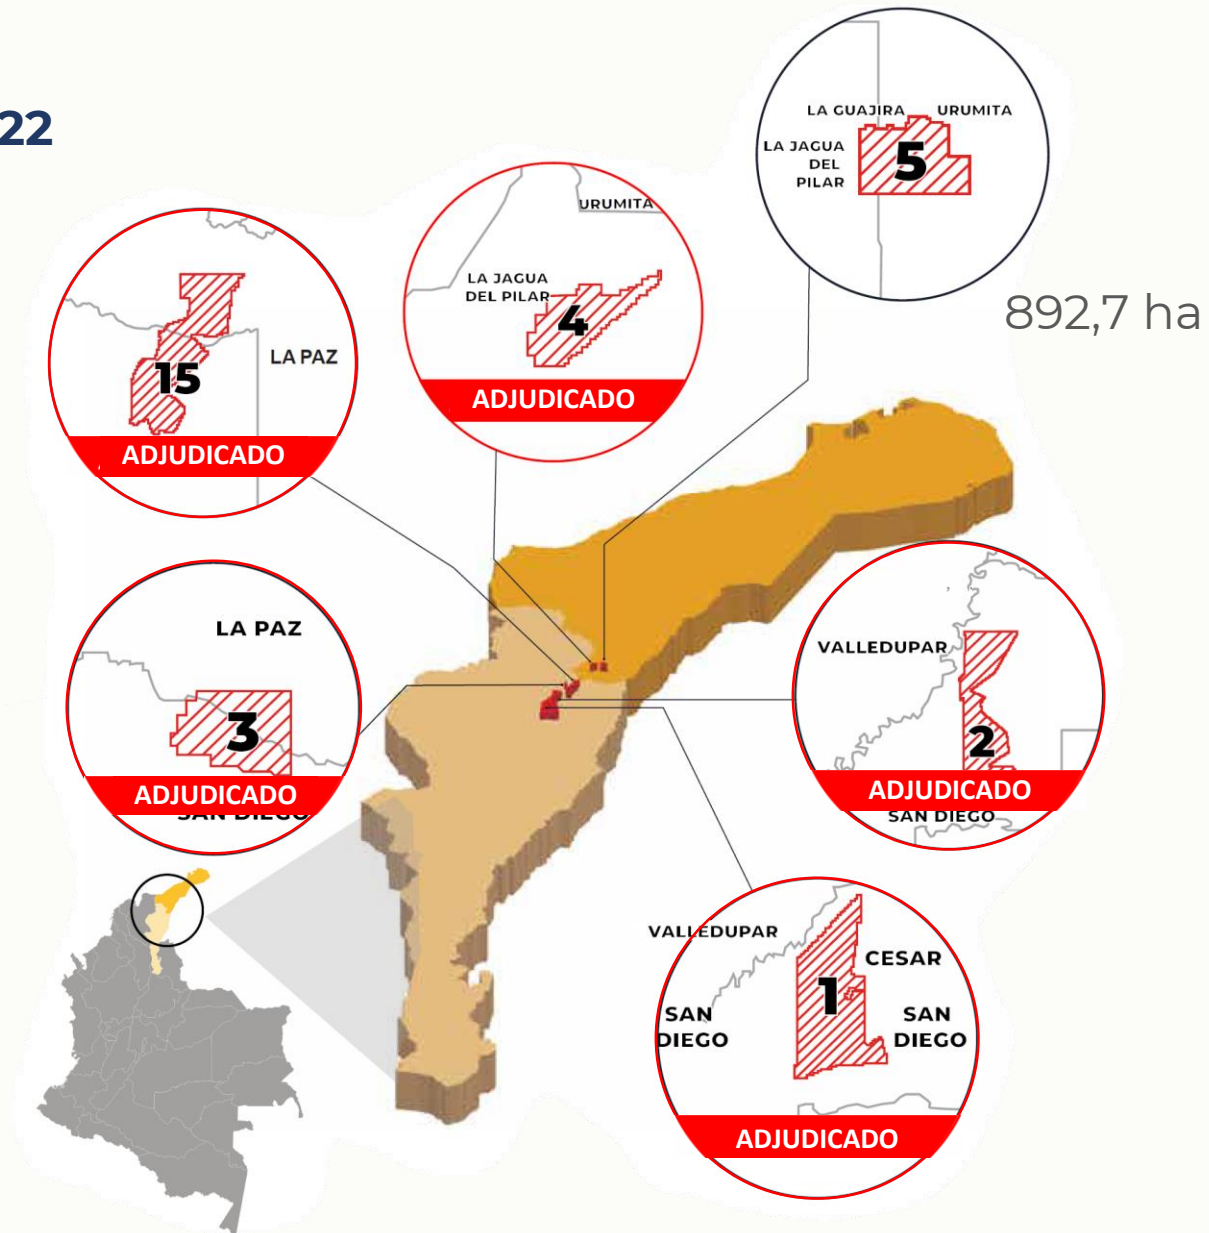 22
LA GUAJIRA
URUMITA
LA JAGUA
DEL
PILAR
5
892,7 ha
URUMITA
LA JAGUA
DEL PILAR
4
ADJUDICADO
LA PAZ
15
ADJUDICADO
LA PAZ
3
ADJUDICADO
SAN DIEGO
VALLEDUPAR
2
ADJUDICADO
SAN DIEGO
VALLEDUPAR
CESAR
1
SAN
DIEGO
SAN
DIEGO
ADJUDICADO